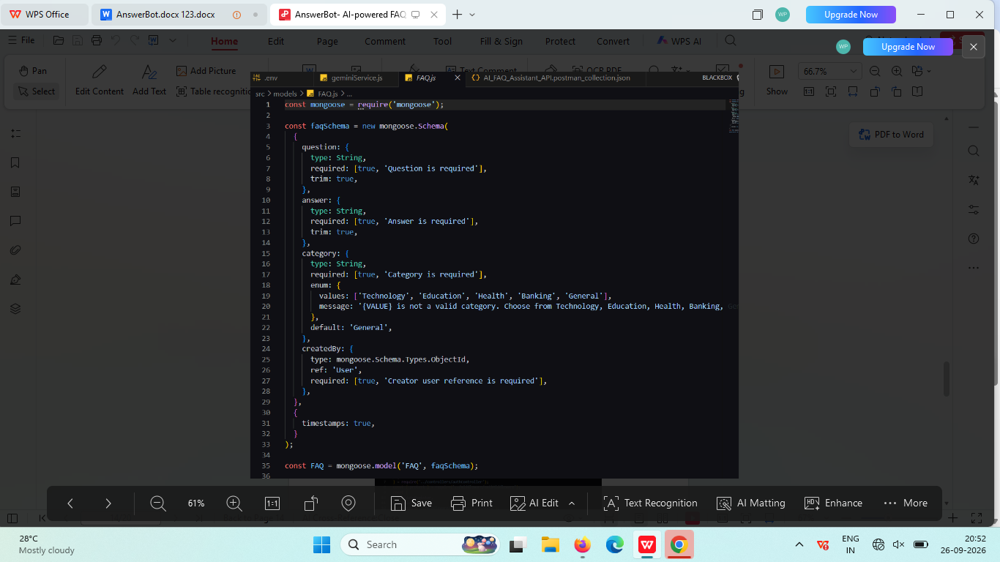 WPS Office
AnswerBot.docx 123.docx
AnswerBot- AI-powered FAQ
WP
Upgrade Now
File
Home
Edit
Page
Comment
Tool
Fill & Sign
Protect
Convert
WPS AI
WP
Upgrade Now
Pan
Select
Edit Content
Add Text
Add Picture
Table recognitio
Text Comment
OCR PDF
Show
66.7%
PDF to Word
.env
geminiService.js
FAQ.js
AI_FAQ_Assistant_API.postman_collection.json
BLACKBOX
src > models > FAQ.js > ...
1 const mongoose = require('mongoose');
2
3 const faqSchema = new mongoose.Schema(
4 {
5 question: {
6 type: String,
7 required: [true, 'Question is required'],
8 trim: true,
9 },
10 answer: {
11 type: String,
12 required: [true, 'Answer is required'],
13 trim: true,
14 },
15 category: {
16 type: String,
17 required: [true, 'Category is required'],
18 enum: {
19 values: ['Technology', 'Education', 'Health', 'Banking', 'General'],
20 message: '{VALUE} is not a valid category. Choose from Technology, Education, Health, Banking,
21 },
22 default: 'General',
23 },
24 createdBy: {
25 type: mongoose.Schema.Types.ObjectId,
26 ref: 'User',
27 required: [true, 'Creator user reference is required'],
28 },
29 },
30 {
31 timestamps: true,
32 }
33 );
34
35 const FAQ = mongoose.model('FAQ', faqSchema);
36
61%
1:1
Save
Print
AI Edit
Text Recognition
AI Matting
HD
Enhance
More
28°C
Mostly cloudy
Search
ENG
IN
20:52
26-09-2026